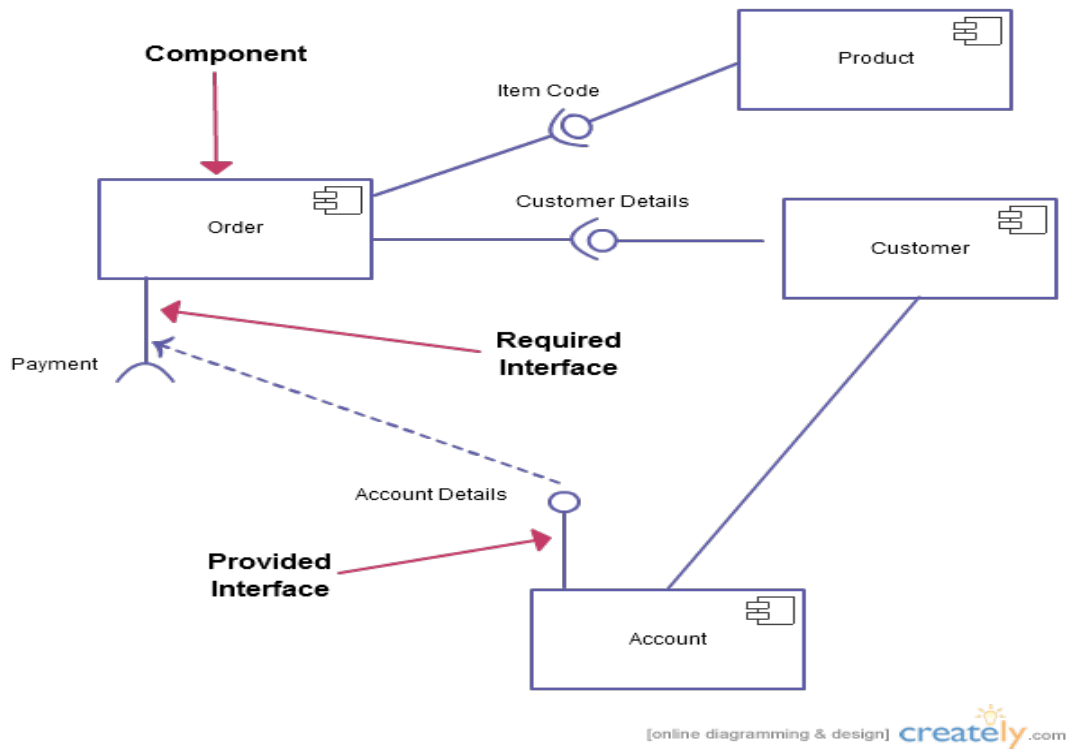 Component
Product
Item Code
Customer Details
Order
Customer
Required
Interface
Payment
Account Details
Provided
Interface
Account
[online diagramming & design] creately.com